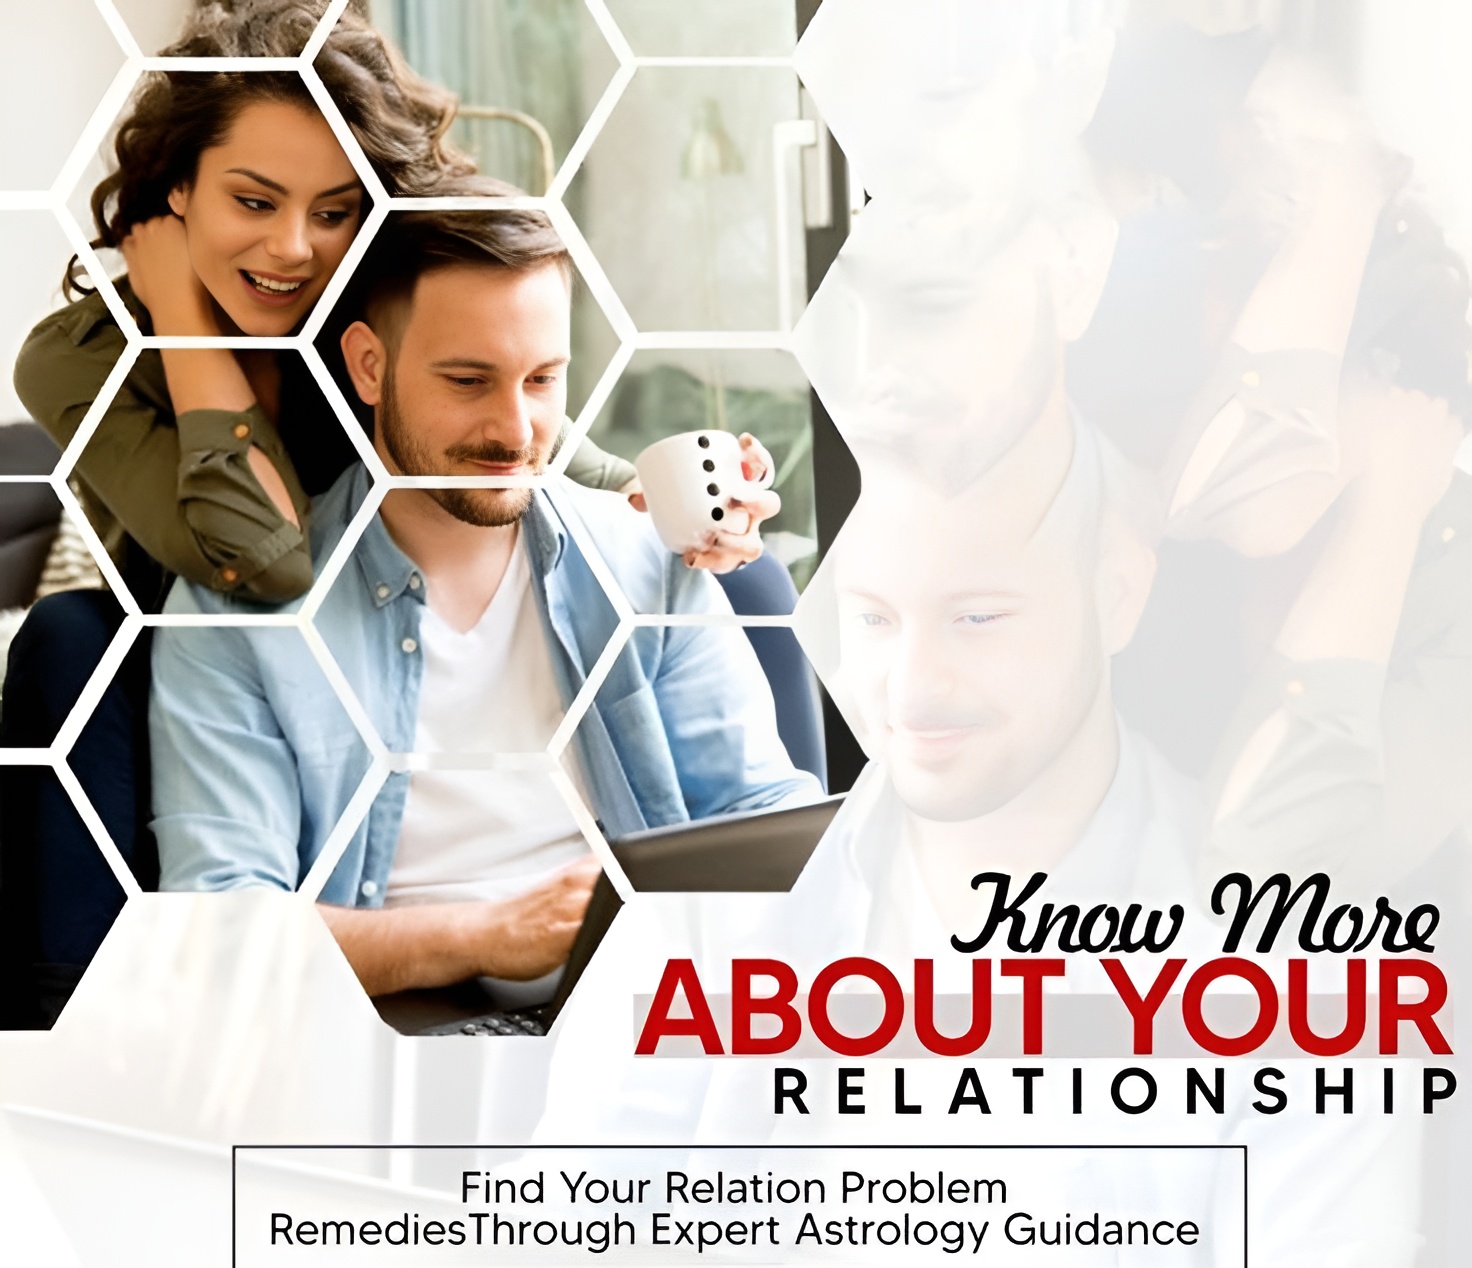 Know More
ABOUT YOUR
RELATIONSHIP
Find Your Relation Problem
RemediesThrough Expert Astrology Guidance